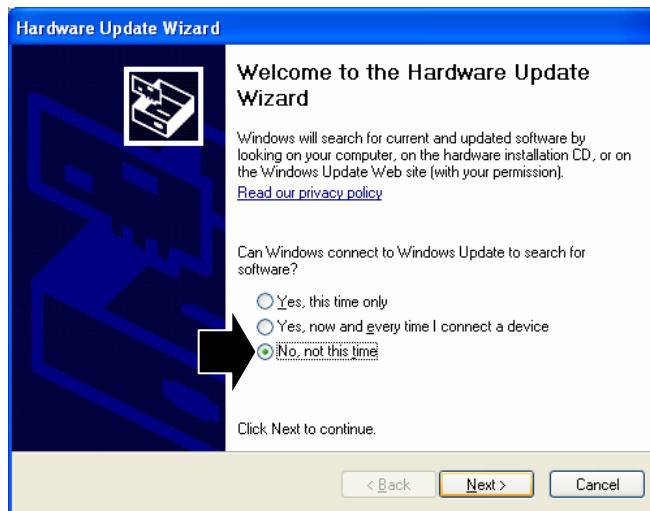 Hardware Update Wizard
Welcome to the Hardware Update
Wizard
Windows will search for current and updated software by
looking on your computer, on the hardware installation CD, or on
the Windows Update Web site (with your permission).
Read our privacy policy
Can Windows connect to Windows Update to search for
software?
Yes, this time only
Yes, now and every time I connect a device
No, not this time
Click Next to continue.
< Back
Next >
Cancel